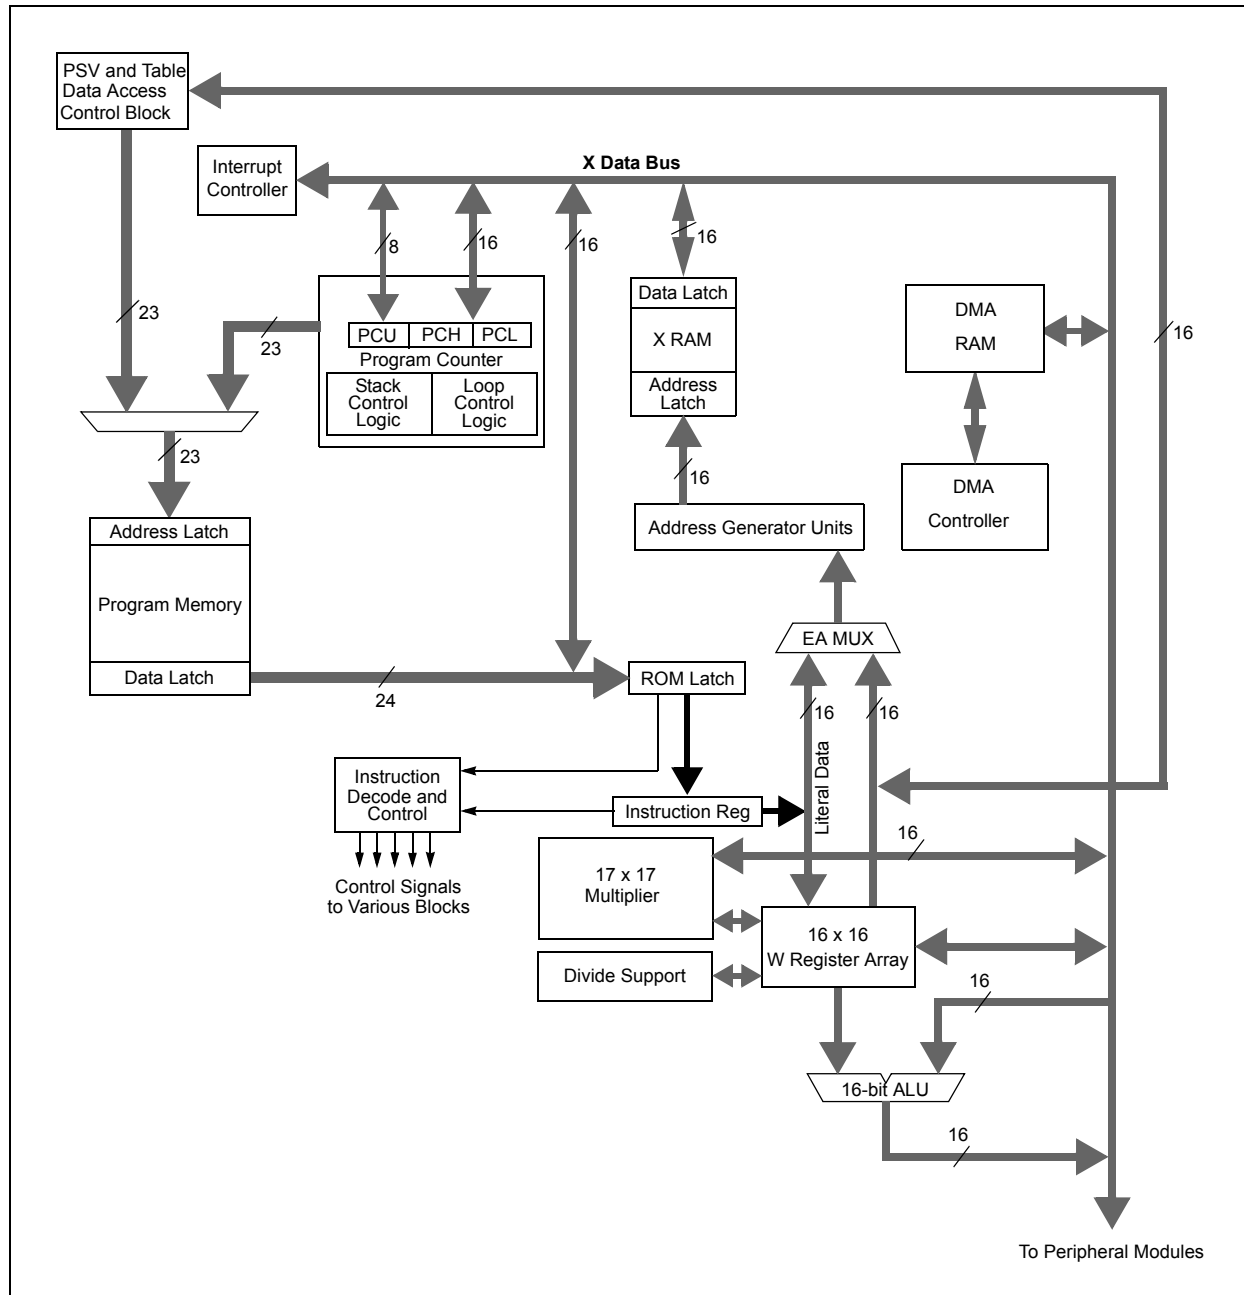 PSV and Table
Data Access
Control Block
Interrupt
Controller
X Data Bus
8
16
16
16
23
23
PCU PCH PCL
Program Counter
Stack
Control
Logic
Loop
Control
Logic
Data Latch
X RAM
Address
Latch
DMA
RAM
16
23
16
Address Generator Units
DMA
Controller
Address Latch
Program Memory
Data Latch
24
EA MUX
ROM Latch
16
16
Literal Data
Instruction
Decode and
Control
Instruction Reg
Control Signals
to Various Blocks
17 x 17
Multiplier
16
16 x 16
W Register Array
Divide Support
16
16-bit ALU
16
To Peripheral Modules